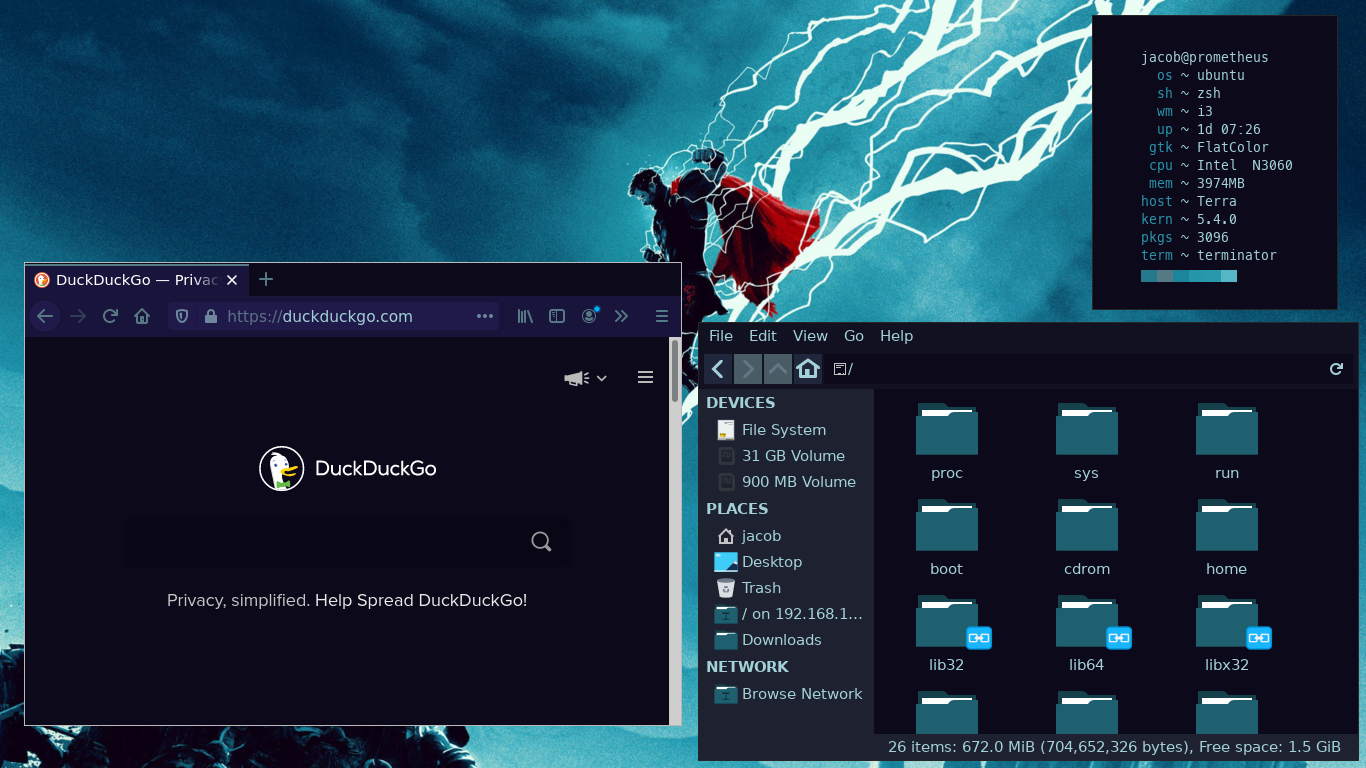 jacob@prometheus
os ~ ubuntu
sh ~ zsh
wm ~ i3
up ~ 1d 07:26
gtk ~ FlatColor
cpu ~ Intel  N3060
mem ~ 3974MB
host ~ Terra
kern ~ 5.4.0
pkgs ~ 3096
term ~ terminator
DuckDuckGo — Privac
https://duckduckgo.com
DuckDuckGo
Privacy, simplified. Help Spread DuckDuckGo!
File Edit View Go Help
/
DEVICES
File System
31 GB Volume
900 MB Volume
PLACES
jacob
Desktop
Trash
/ on 192.168.1...
Downloads
NETWORK
Browse Network
proc sys run
boot cdrom home
lib32 lib64 libx32
26 items: 672.0 MiB (704,652,326 bytes), Free space: 1.5 GiB